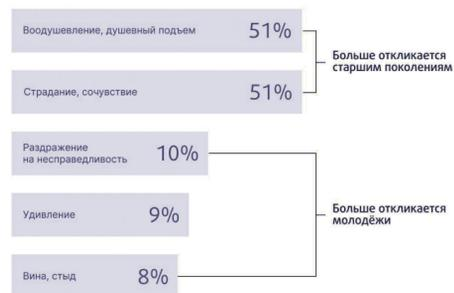 Воодушевление, душевный подъем 51%
Больше откликается
старшим поколениям
Страдание, сочувствие 51%
Раздражение
на несправедливость 10%
Удивление 9%
Больше откликается
молодёжи
Вина, стыд 8%